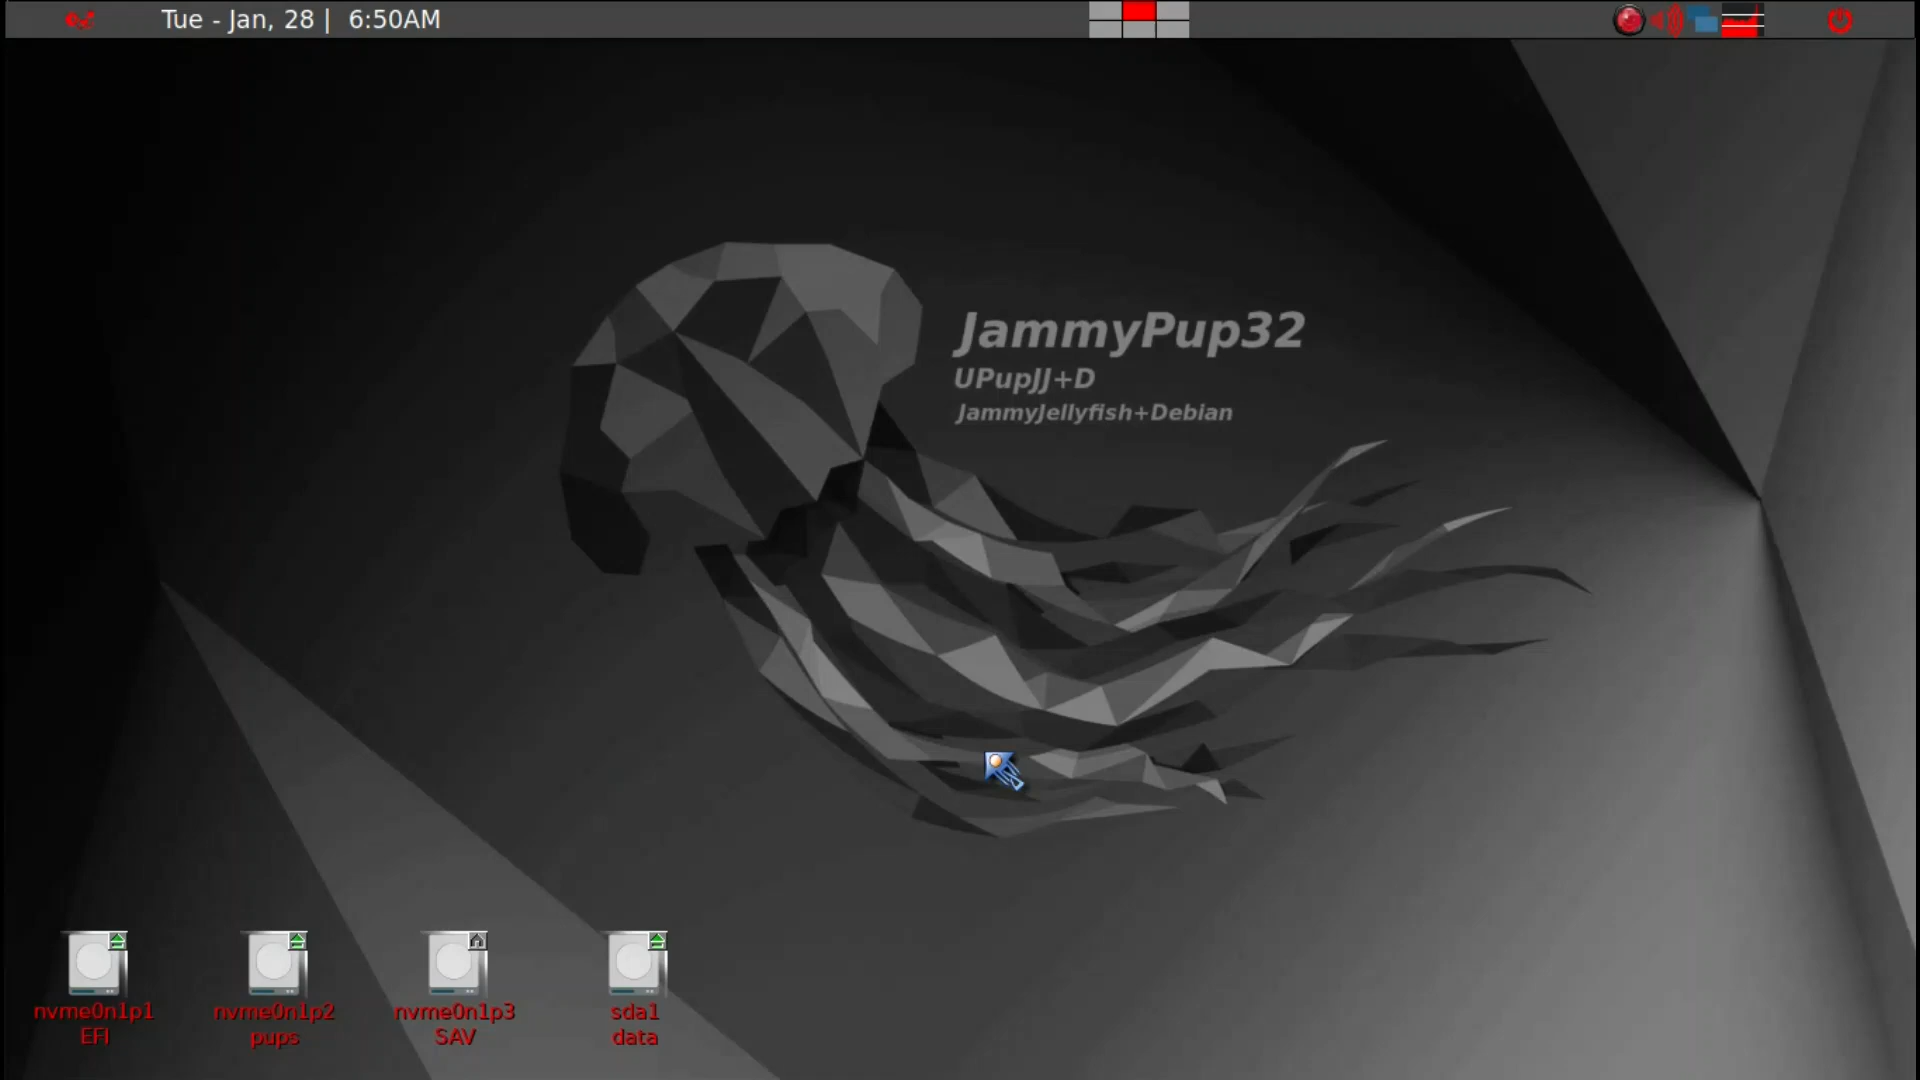 Tue - Jan, 28 | 6:50AM
JammyPup32
UPupJJ+D
JammyJellyfish+Debian
nvme0n1p1
EFI
nvme0n1p2
pups
nvme0n1p3
SAV
sda1
data